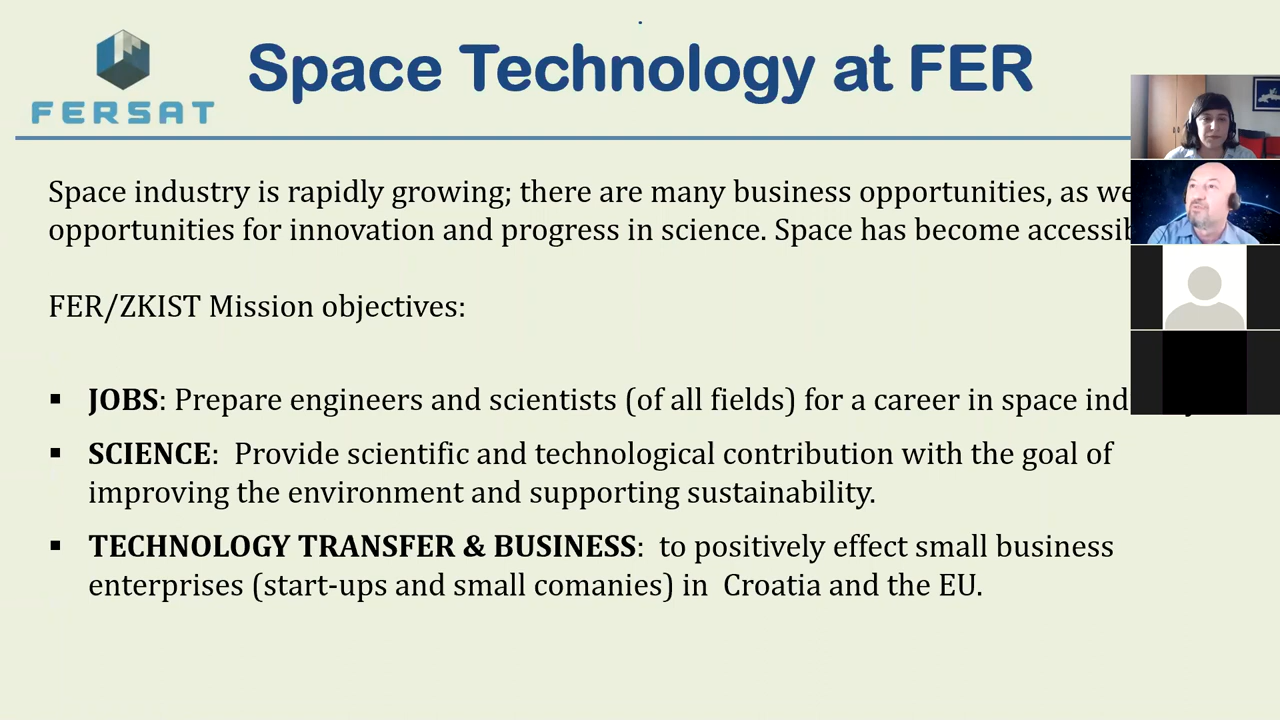 FERSAT
Space Technology at FER
Space industry is rapidly growing; there are many business opportunities, as
opportunities for innovation and progress in science. Space has become
FER/ZKIST Mission objectives:
▪ JOBS: Prepare engineers and scientists (of all fields) for a career in space
▪ SCIENCE: Provide scientific and technological contribution with the goal of
improving the environment and supporting sustainability.
▪ TECHNOLOGY TRANSFER & BUSINESS: to positively effect small business
enterprises (start-ups and small comanies) in Croatia and the EU.